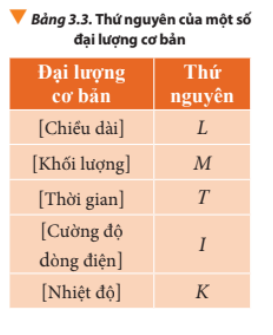 ▼ Bảng 3.3. Thứ nguyên của một số
đại lượng cơ bản
Đại lượng
cơ bản
Thứ
nguyên
[Chiều dài]
L
[Khối lượng]
M
[Thời gian]
T
[Cường độ
dòng điện]
I
[Nhiệt độ]
K